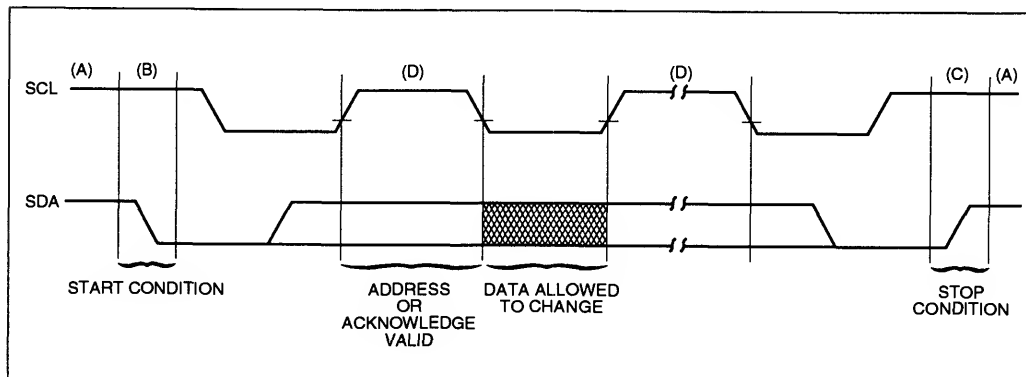 (A) (B) (D) (D) (C) (A)
SCL
SDA
START CONDITION
ADDRESS
OR
ACKNOWLEDGE
VALID
DATA ALLOWED
TO CHANGE
STOP
CONDITION